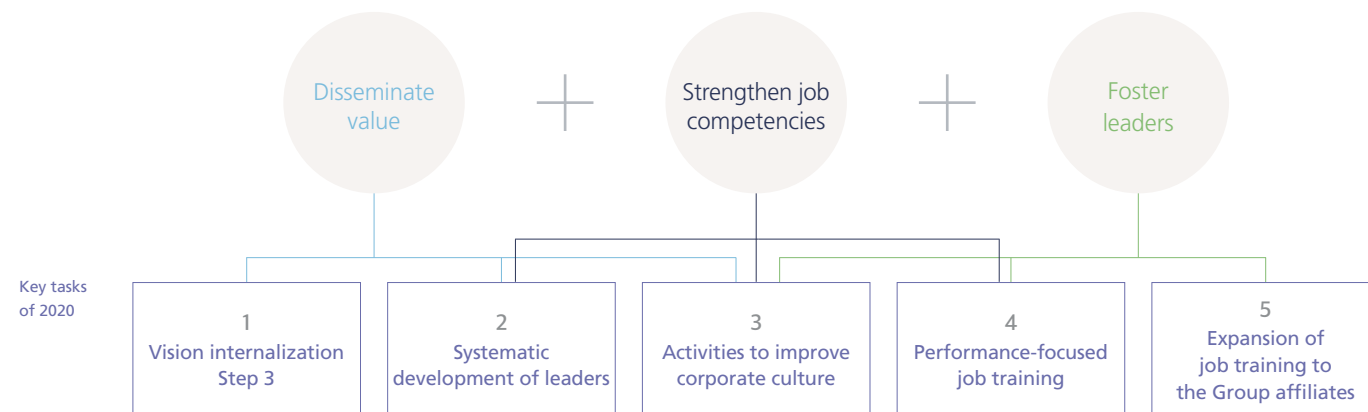 Disseminate
value
Strengthen job
competencies
Foster
leaders
Key tasks
of 2020
1
Vision internalization
Step 3
2
Systematic
development of leaders
3
Activities to improve
corporate culture
4
Performance-focused
job training
5
Expansion of
job training to
the Group affiliates